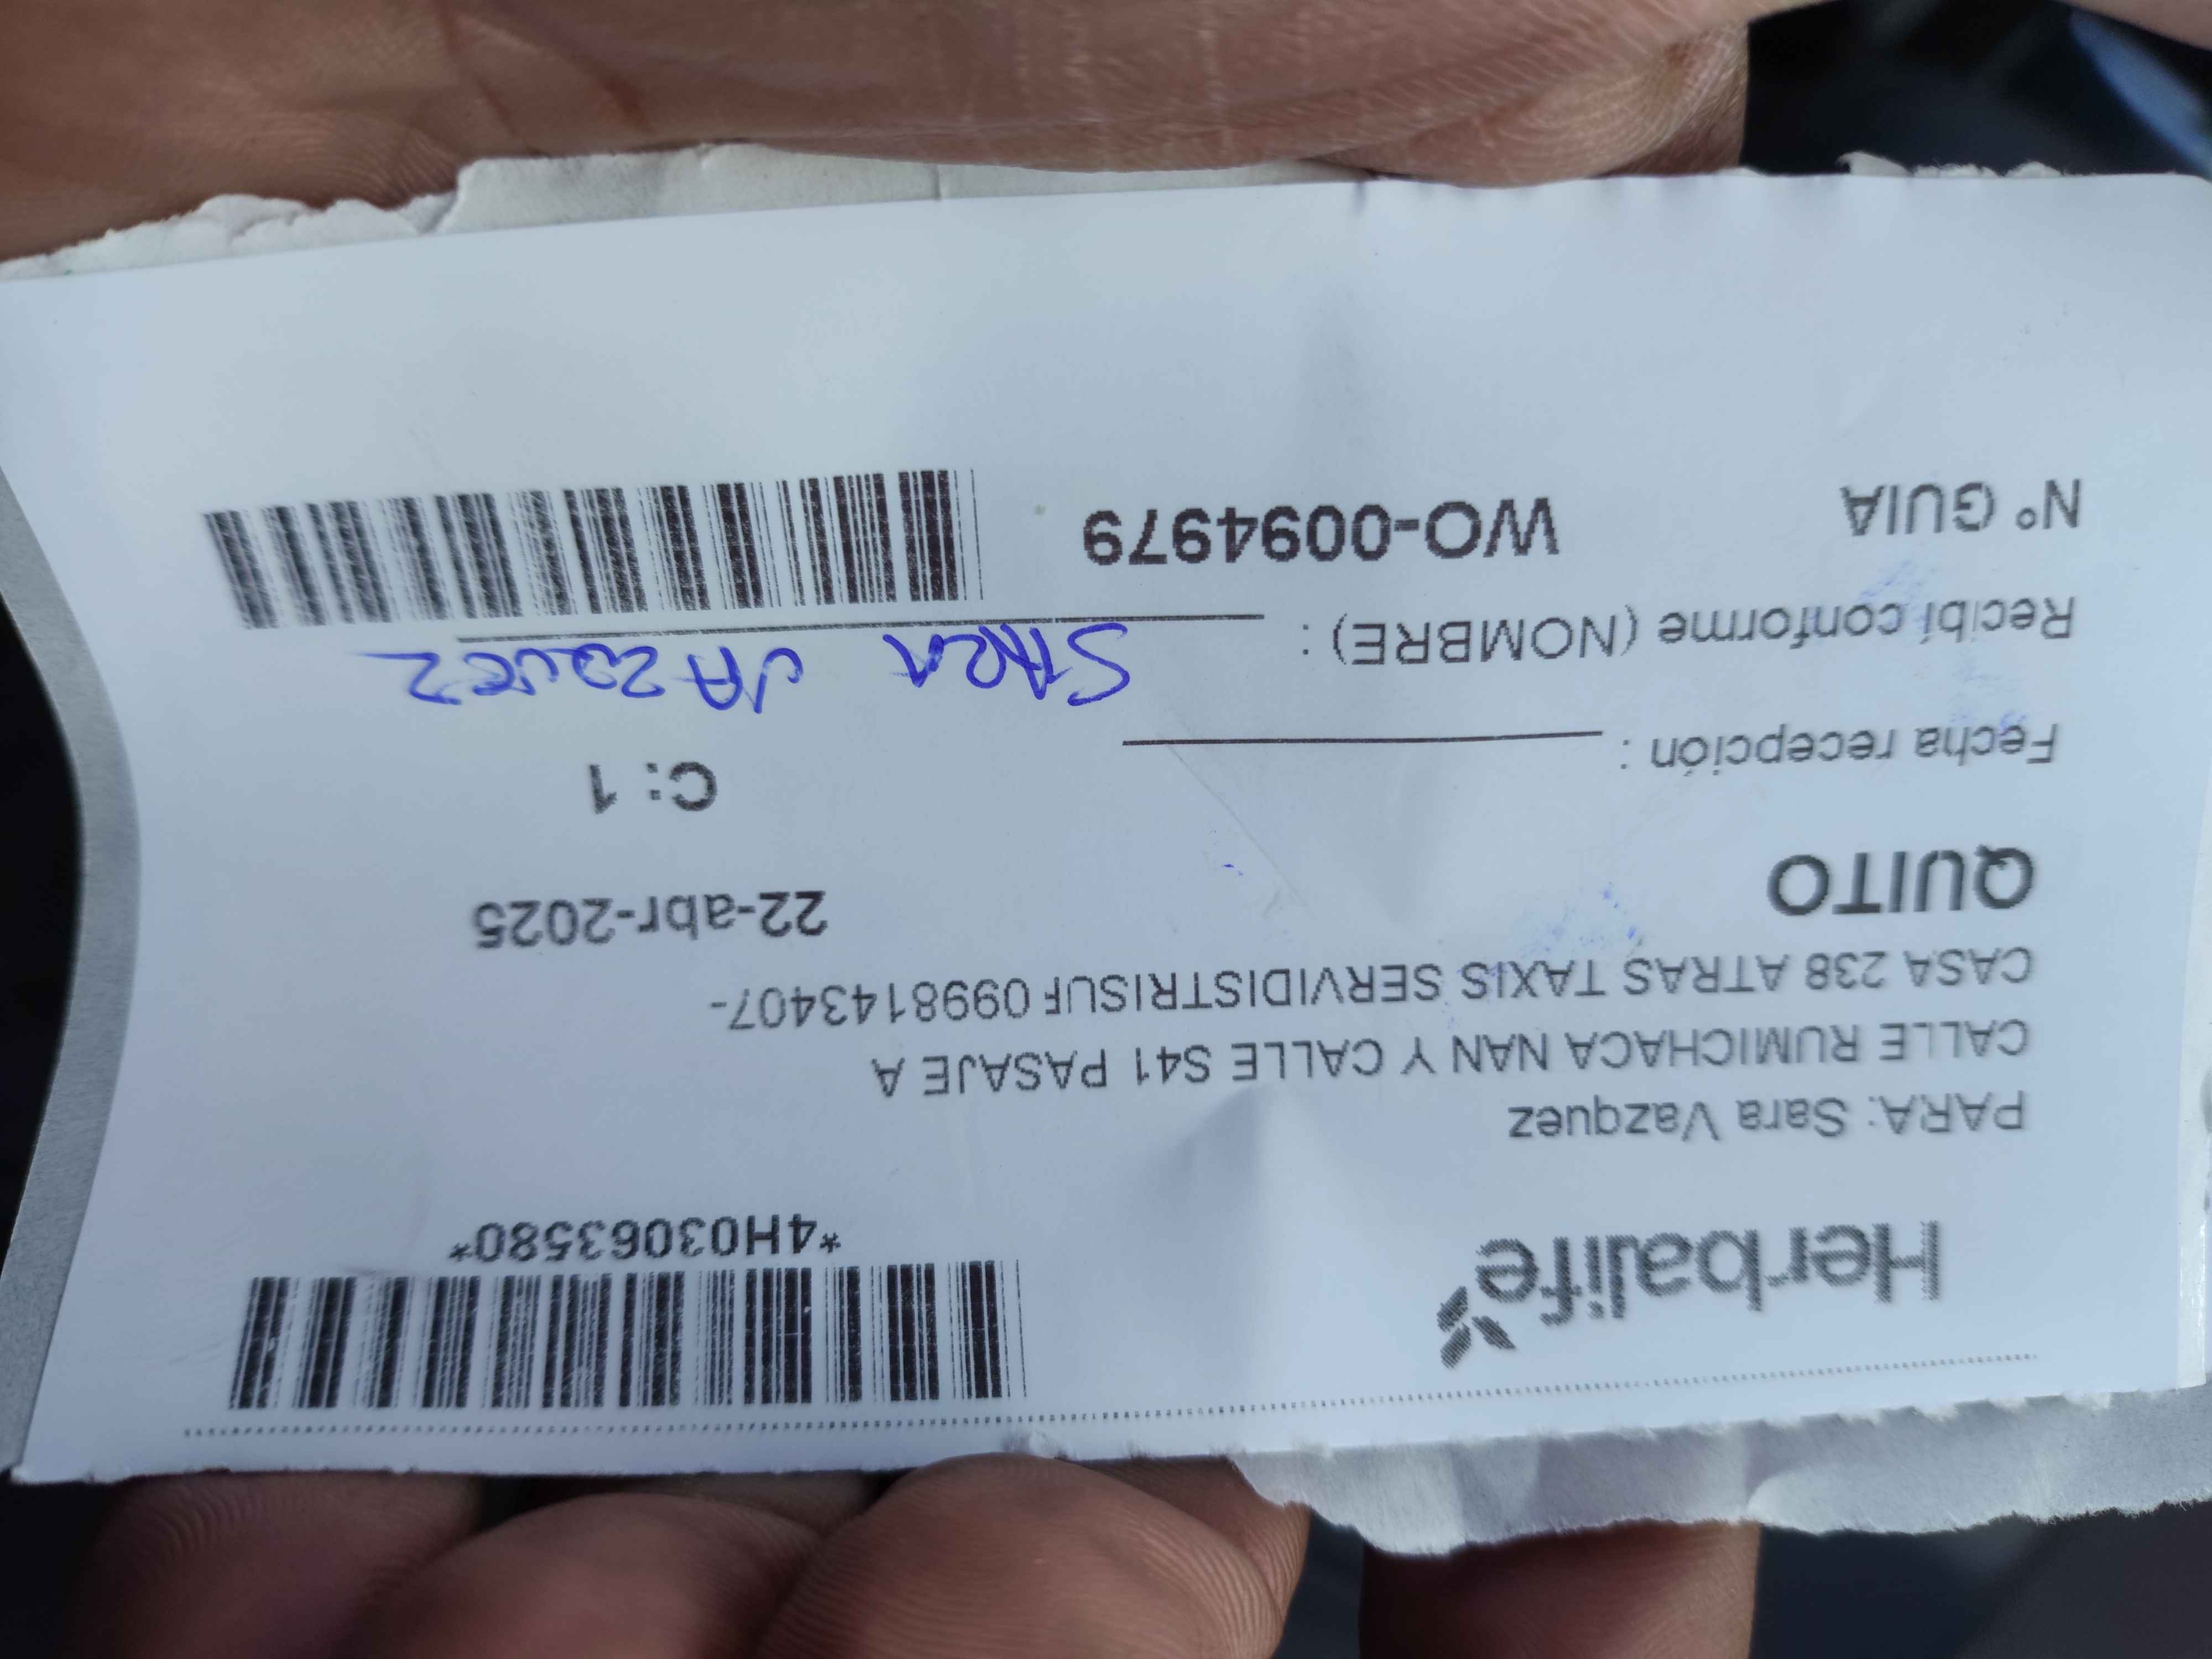 Herbalife
*4H03063580*
PARA: Sara Vazquez
CALLE RUMICHACA NAN Y CALLE S41 PASAJE A
CASA 238 ATRAS TAXIS SERVIDISTRISUF 0998143407-
QUITO
22-abr-2025
C: 1
Fecha recepción :
Recibí conforme (NOMBRE) : SARA VAZQUEZ
N° GUIA WO-0094979